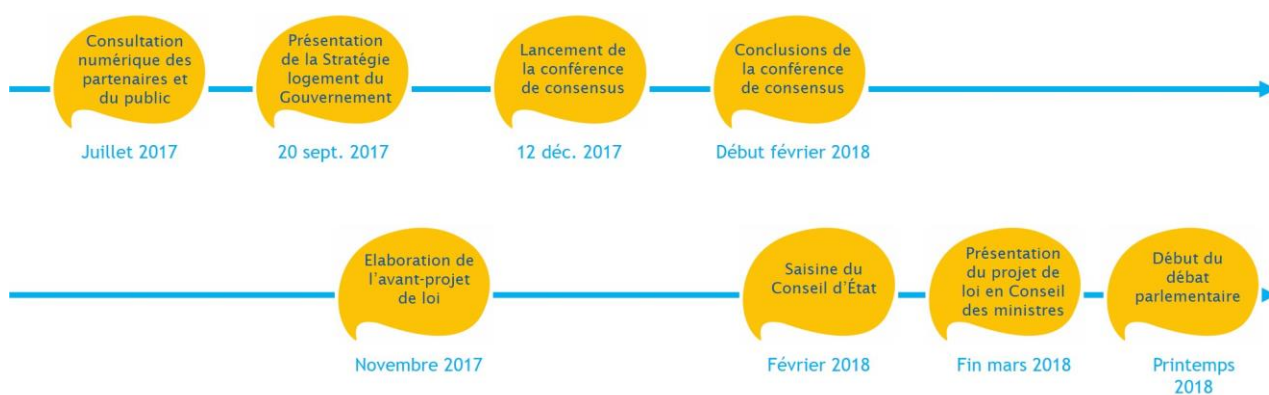 Consultation
numérique des
partenaires et
du public
Juillet 2017
Présentation
de la Stratégie
logement du
Gouvernement
20 sept. 2017
Lancement de
la conférence
de consensus
12 déc. 2017
Conclusions de
la conférence
de consensus
Début février 2018
Elaboration de
l'avant-projet
de loi
Novembre 2017
Saisine du
Conseil d'État
Février 2018
Présentation
du projet de
loi en Conseil
des ministres
Fin mars 2018
Début du
débat
parlementaire
Printemps
2018